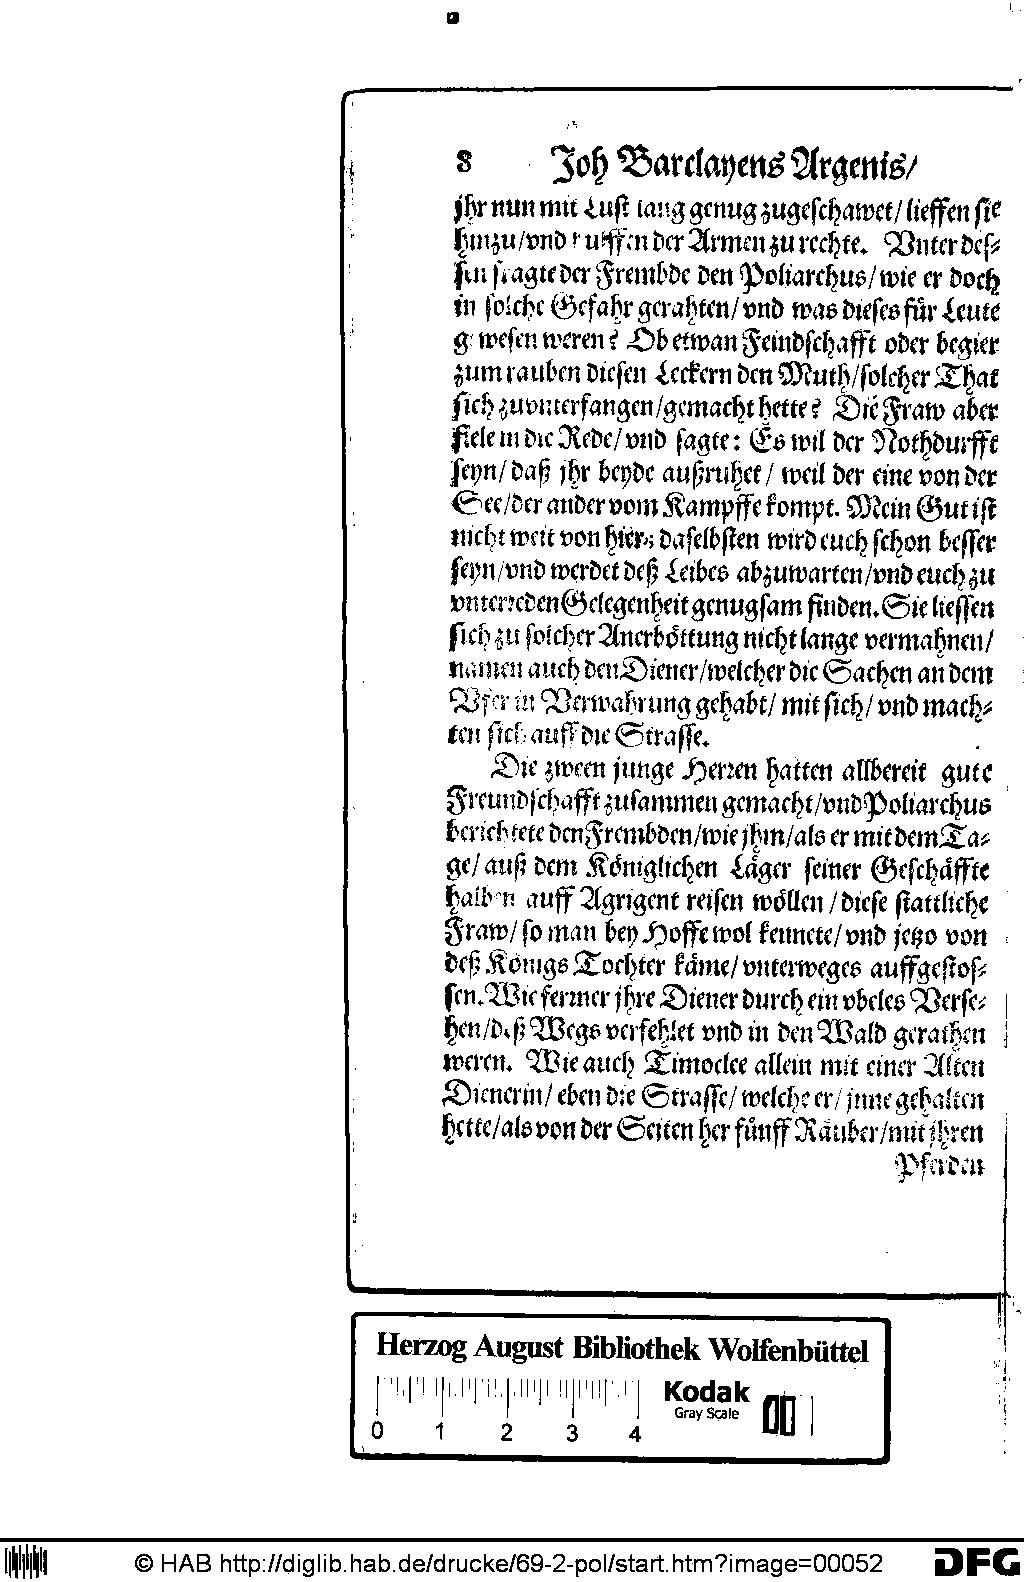 8 Joh Barclayens Argenis/
jhr nun mit Lust lang genug zugeschawet/ lieffen sie
hinzu/vnd der Armen zu rechte. Vnter des⸗
sen fragte der Frembde den Poliarchus/ wie er doch
in solche Gefahr gerahten/ vnd was dieses für Leute
gewesen weren? Ob etwan Feindschafft oder begier
zum rauben diesen Leckern den Muth/solcher That
sich zuvnterfangen/gemacht hette? Die Fraw aber
fiele in die Rede/ vnd sagte: Es wil der Nothdurfft
seyn/ daß jhr beyde außruhet/ weil der eine von der
See/der ander vom Kampffe kompt. Mein Gut ist
nicht weit von hier; daselbsten wird euch schon besser
seyn/vnd werdet deß Leibes abzuwarten/vnd euch zu
vnterreden Gelegenheit genugsam finden. Sie liessen
sich zu solcher Anerböttung nicht lange vermahnen/
namen auch den Diener/welcher die Sachen an dem
Vfer in Verwahrung gehabt/ mit sich/ vnd mach⸗
ten sich auff die Strasse.
Die zween junge Herren hatten allbereit gute
Freundschafft zusammen gemacht/vnd Poliarchus
berichtete den Frembden/wie jhm/als er mit dem Ta⸗
ge/ auß dem Königlichen Läger seiner Geschäffte
halben auff Agrigent reisen wöllen/diese stattliche
Fraw/ so man bey Hoffe wol kennete/ vnd jetzo von
deß Königs Tochter käme/ vnterweges auffgestos⸗
sen. Wie ferrner jhre Diener durch ein vbeles Verse⸗
hen/deß Wegs verfehlet vnd in den Wald gerathen
weren. Wie auch Timoclee allein mit einer Alten
Dienerin/ eben die Strasse/ welche er/ jnne gehalten
hette/als von der Seiten her fünff Räuber/mit jhren
Pferden
Herzog August Bibliothek Wolfenbüttel
Kodak
Gray Scale
0 1 2 3 4
© HAB http://diglib.hab.de/drucke/69-2-pol/start.htm?image=00052
DFG